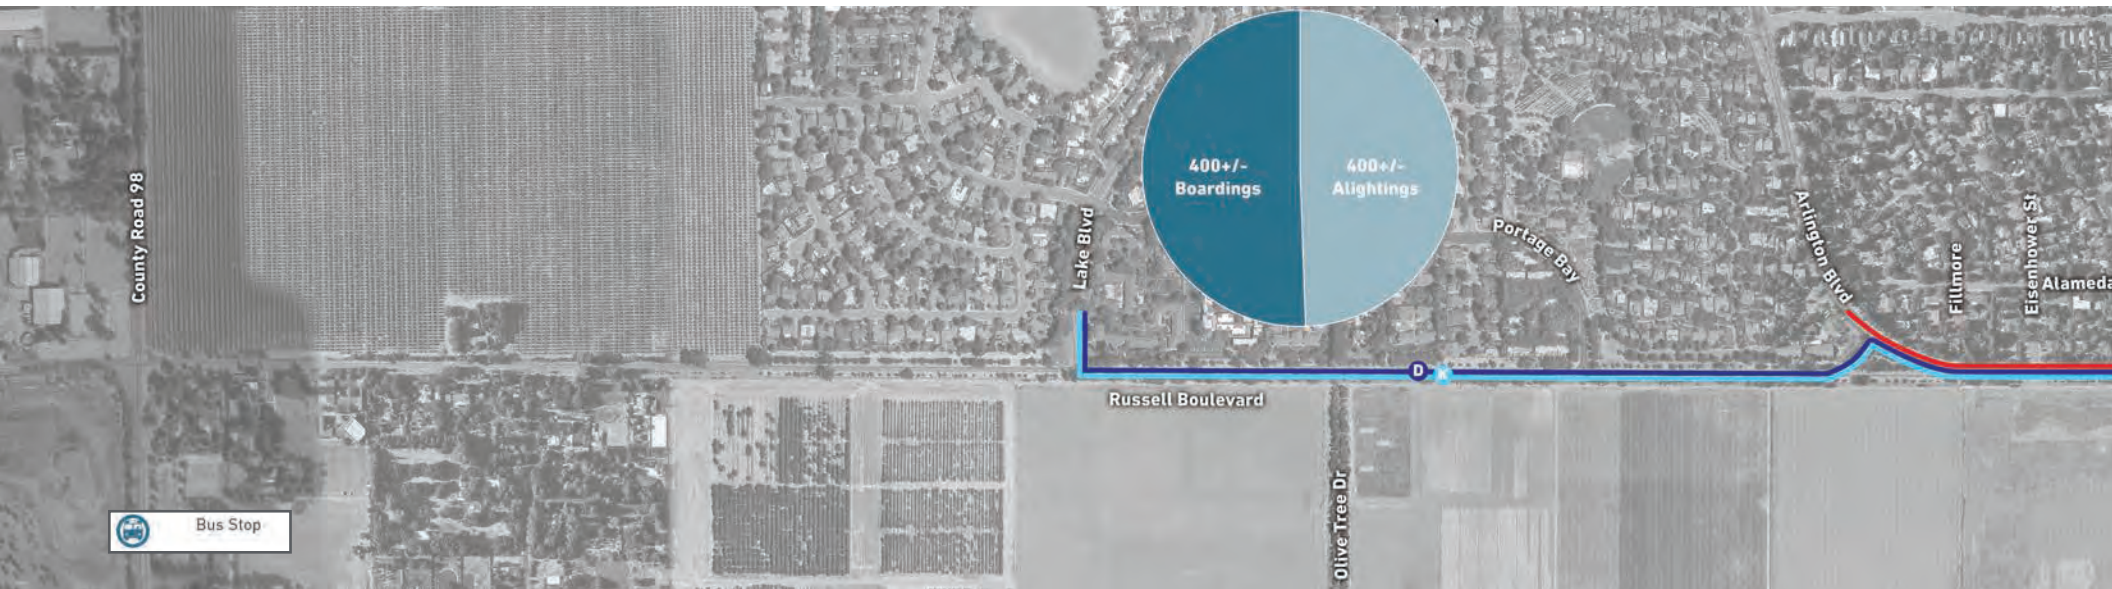 400+/-
Boardings
400+/-
Alightings
County Road 98
Lake Blvd
Portage Bay
Arlington Blvd
Fillmore
Eisenhower St
Alameda
D
K
Russell Boulevard
Olive Tree Dr
Bus Stop